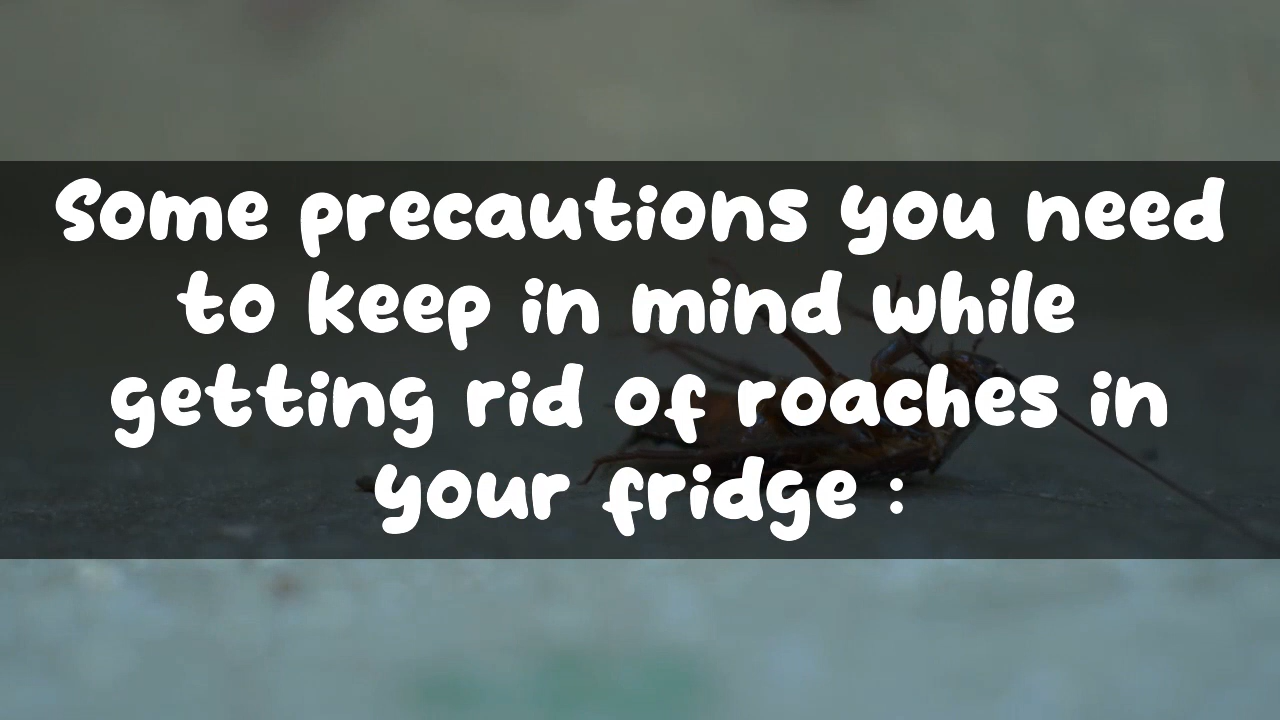 Some precautions you need
to keep in mind while
getting rid of roaches in
your fridge :